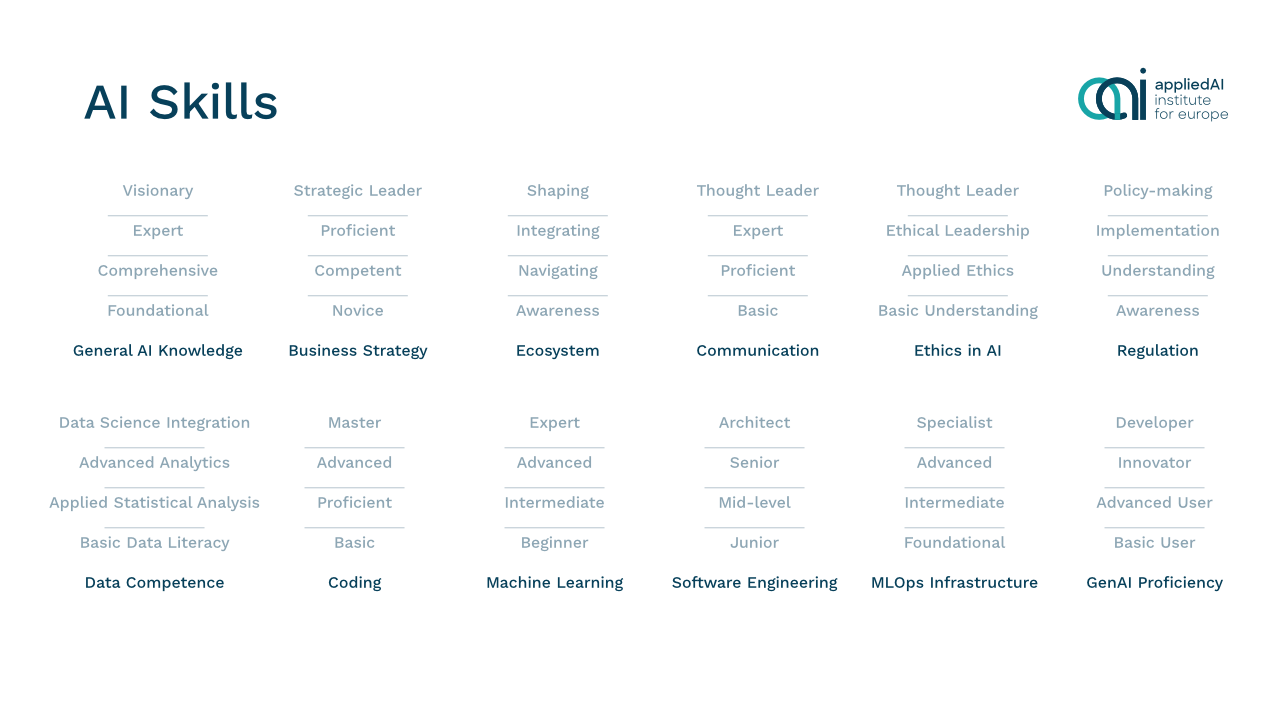 AI Skills
appliedAI
institute
for europe
Visionary
Expert
Comprehensive
Foundational
General AI Knowledge
Strategic Leader
Proficient
Competent
Novice
Business Strategy
Shaping
Integrating
Navigating
Awareness
Ecosystem
Thought Leader
Expert
Proficient
Basic
Communication
Thought Leader
Ethical Leadership
Applied Ethics
Basic Understanding
Ethics in AI
Policy-making
Implementation
Understanding
Awareness
Regulation
Data Science Integration
Advanced Analytics
Applied Statistical Analysis
Basic Data Literacy
Data Competence
Master
Advanced
Proficient
Basic
Coding
Expert
Advanced
Intermediate
Beginner
Machine Learning
Architect
Senior
Mid-level
Junior
Software Engineering
Specialist
Advanced
Intermediate
Foundational
MLOps Infrastructure
Developer
Innovator
Advanced User
Basic User
GenAI Proficiency